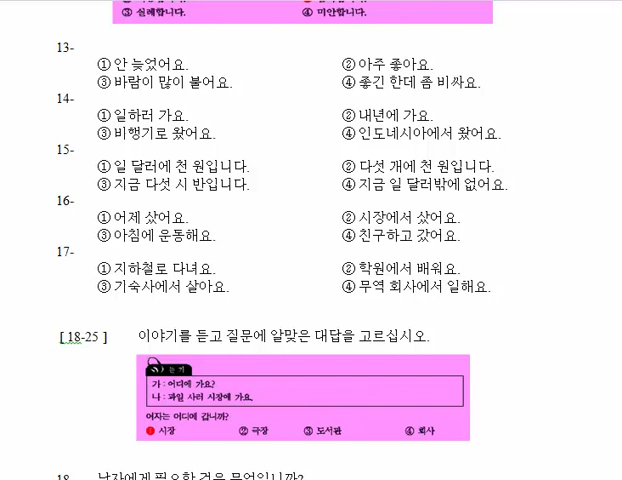 ③ 실례합니다. ④ 미안합니다.
13-
① 안 늦었어요. ② 아주 좋아요.
③ 바람이 많이 불어요. ④ 좋긴 한데 좀 비싸요.
14-
① 일하러 가요. ② 내년에 가요.
③ 비행기로 왔어요. ④ 인도네시아에서 왔어요.
15-
① 일 달러에 천 원입니다. ② 다섯 개에 천 원입니다.
③ 지금 다섯 시 반입니다. ④ 지금 일 달러밖에 없어요.
16-
① 어제 샀어요. ② 시장에서 샀어요.
③ 아침에 운동해요. ④ 친구하고 갔어요.
17-
① 지하철로 다녀요. ② 학원에서 배워요.
③ 기숙사에서 살아요. ④ 무역 회사에서 일해요.
[ 18-25 ] 이야기를 듣고 질문에 알맞은 대답을 고르십시오.
보기
가 : 어디에 가요?
나 : 과일 사러 시장에 가요.
여자는 어디에 갑니까?
❶ 시장 ② 극장 ③ 도서관 ④ 회사
18 남자에게 필요한 것은 무엇입니까?